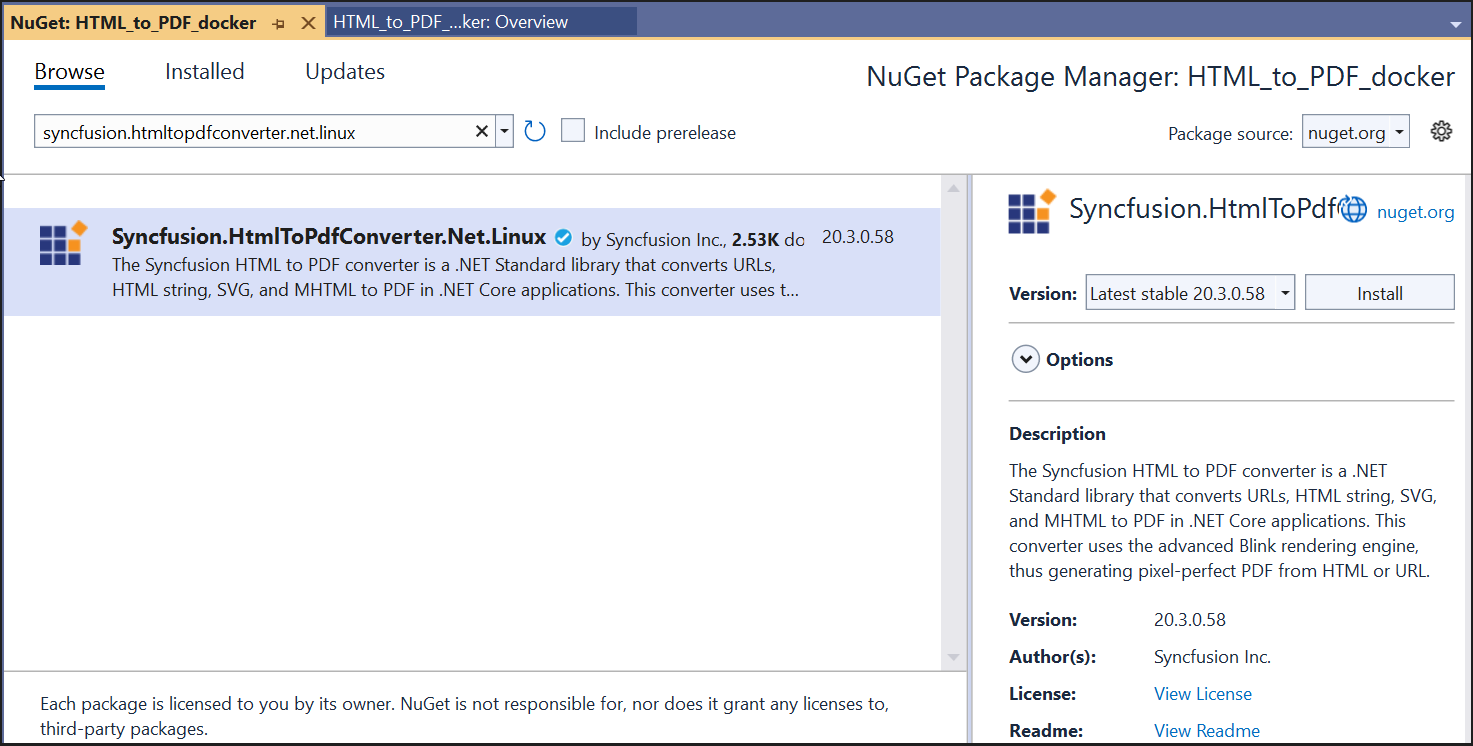 NuGet: HTML_to_PDF_docker
HTML_to_PDF_...ker: Overview
Browse
Installed
Updates
NuGet Package Manager: HTML_to_PDF_docker
syncfusion.htmltopdfconverter.net.linux
Include prerelease
Package source:
nuget.org
Syncfusion.HtmlToPdfConverter.Net.Linux
by Syncfusion Inc., 2.53K do
20.3.0.58
The Syncfusion HTML to PDF converter is a .NET Standard library that converts URLs,
HTML string, SVG, and MHTML to PDF in .NET Core applications. This converter uses t...
Each package is licensed to you by its owner. NuGet is not responsible for, nor does it grant any licenses to,
third-party packages.
Syncfusion.HtmlToPdf
nuget.org
Version:
Latest stable 20.3.0.58
Install
Options
Description
The Syncfusion HTML to PDF converter is a .NET
Standard library that converts URLs, HTML string, SVG,
and MHTML to PDF in .NET Core applications. This
converter uses the advanced Blink rendering engine,
thus generating pixel-perfect PDF from HTML or URL.
Version: 20.3.0.58
Author(s): Syncfusion Inc.
License: View License
Readme: View Readme